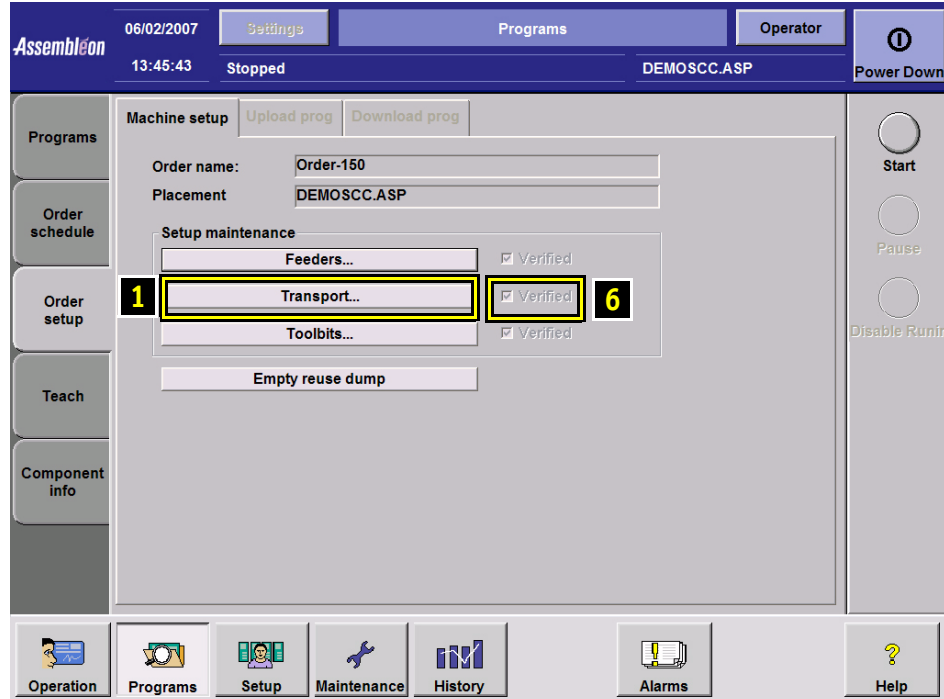 Assembléon
06/02/2007
Settings
Programs
Operator
13:45:43
Stopped
DEMOSCC.ASP
Power Down
Programs
Order
schedule
Order
setup
Teach
Component
info
Machine setup
Upload prog
Download prog
Order name:
Order-150
Placement
DEMOSCC.ASP
Setup maintenance
Feeders...
Verified
1
Transport...
Verified
6
Toolbits...
Verified
Empty reuse dump
Start
Pause
Disable Runin
Operation
Programs
Setup
Maintenance
History
Alarms
Help